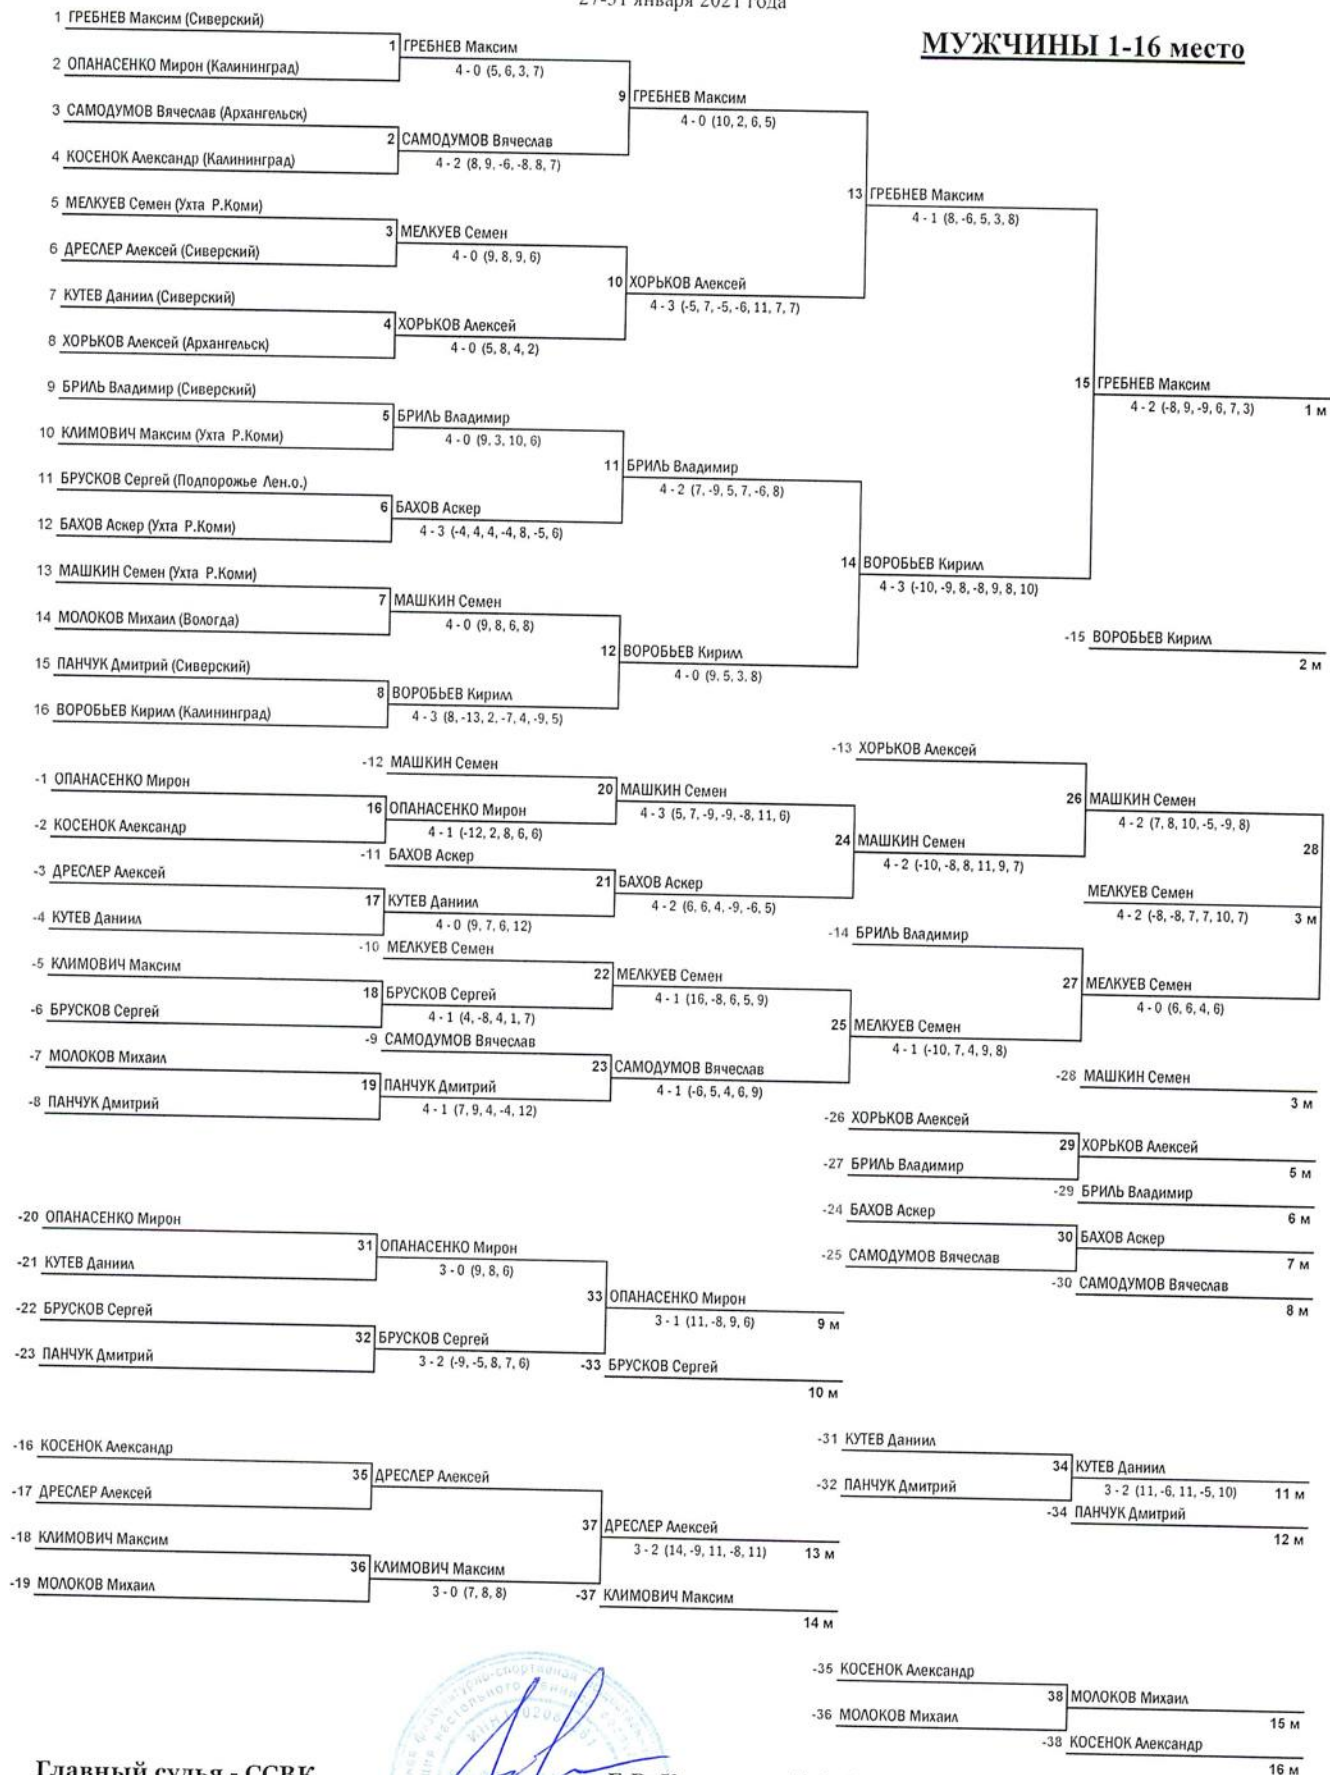 27-31 января 2021 года
МУЖЧИНЫ 1-16 место
1 ГРЕБНЕВ Максим (Сиверский)
1 ГРЕБНЕВ Максим
4 - 0 (5, 6, 3, 7)
2 ОПАНАСЕНКО Мирон (Калининград)
9 ГРЕБНЕВ Максим
4 - 0 (10, 2, 6, 5)
3 САМОДУМОВ Вячеслав (Архангельск)
2 САМОДУМОВ Вячеслав
4 - 2 (8, 9, -6, -8. 8, 7)
4 КОСЕНОК Александр (Калининград)
13 ГРЕБНЕВ Максим
4 - 1 (8, -6, 5, 3, 8)
5 МЕЛКУЕВ Семен (Ухта Р.Коми)
3 МЕЛКУЕВ Семен
4 - 0 (9, 8, 9, 6)
6 ДРЕСЛЕР Алексей (Сиверский)
10 ХОРЬКОВ Алексей
4 - 3 (-5, 7, -5, -6, 11, 7, 7)
7 КУТЕВ Даниил (Сиверский)
4 ХОРЬКОВ Алексей
4 - 0 (5, 8, 4, 2)
8 ХОРЬКОВ Алексей (Архангельск)
15 ГРЕБНЕВ Максим
4 - 2 (-8, 9, -9, 6, 7, 3) 1 м
9 БРИЛЬ Владимир (Сиверский)
5 БРИЛЬ Владимир
4 - 0 (9, 3, 10, 6)
10 КЛИМОВИЧ Максим (Ухта Р.Коми)
11 БРИЛЬ Владимир
4 - 2 (7, -9, 5, 7, -6, 8)
11 БРУСКОВ Сергей (Подпорожье Лен.о.)
6 БАХОВ Аскер
4 - 3 (-4, 4, 4, -4, 8, -5, 6)
12 БАХОВ Аскер (Ухта Р.Коми)
14 ВОРОБЬЕВ Кирилл
4 - 3 (-10, -9, 8, -8, 9, 8, 10)
13 МАШКИН Семен (Ухта Р.Коми)
7 МАШКИН Семен
4 - 0 (9, 8, 6, 8)
14 МОЛОКОВ Михаил (Вологда)
12 ВОРОБЬЕВ Кирилл
4 - 0 (9, 5, 3, 8)
-15 ВОРОБЬЕВ Кирилл
2 м
15 ПАНЧУК Дмитрий (Сиверский)
8 ВОРОБЬЕВ Кирилл
4 - 3 (8, -13, 2, -7, 4, -9, 5)
16 ВОРОБЬЕВ Кирилл (Калининград)
-13 ХОРЬКОВ Алексей
-12 МАШКИН Семен
-1 ОПАНАСЕНКО Мирон
20 МАШКИН Семен
4 - 3 (5, 7, -9, -9, -8, 11, 6)
26 МАШКИН Семен
4 - 2 (7, 8, 10, -5, -9, 8)
16 ОПАНАСЕНКО Мирон
4 - 1 (-12, 2, 8, 6, 6)
-2 КОСЕНОК Александр
24 МАШКИН Семен
4 - 2 (-10, -8, 8, 11, 9, 7)
28
-11 БАХОВ Аскер
-3 ДРЕСЛЕР Алексей
21 БАХОВ Аскер
4 - 2 (6, 6, 4, -9, -6, 5)
МЕЛКУЕВ Семен
4 - 2 (-8, -8, 7, 7, 10, 7) 3 м
17 КУТЕВ Даниил
4 - 0 (9, 7, 6, 12)
-4 КУТЕВ Даниил
-14 БРИЛЬ Владимир
-10 МЕЛКУЕВ Семен
-5 КЛИМОВИЧ Максим
22 МЕЛКУЕВ Семен
4 - 1 (16, -8, 6, 5, 9)
27 МЕЛКУЕВ Семен
4 - 0 (6, 6, 4, 6)
18 БРУСКОВ Сергей
4 - 1 (4, -8, 4, 1, 7)
-6 БРУСКОВ Сергей
25 МЕЛКУЕВ Семен
4 - 1 (-10, 7, 4, 9, 8)
-9 САМОДУМОВ Вячеслав
-7 МОЛОКОВ Михаил
23 САМОДУМОВ Вячеслав
4 - 1 (-6, 5, 4, 6, 9)
-28 МАШКИН Семен
3 м
19 ПАНЧУК Дмитрий
4 - 1 (7, 9, 4, -4, 12)
-8 ПАНЧУК Дмитрий
-26 ХОРЬКОВ Алексей
29 ХОРЬКОВ Алексей
5 м
-27 БРИЛЬ Владимир
-29 БРИЛЬ Владимир
6 м
-24 БАХОВ Аскер
30 БАХОВ Аскер
7 м
-25 САМОДУМОВ Вячеслав
-30 САМОДУМОВ Вячеслав
8 м
-20 ОПАНАСЕНКО Мирон
31 ОПАНАСЕНКО Мирон
3 - 0 (9, 8, 6)
-21 КУТЕВ Даниил
33 ОПАНАСЕНКО Мирон
3 - 1 (11, -8, 9, 6) 9 м
-22 БРУСКОВ Сергей
32 БРУСКОВ Сергей
3 - 2 (-9, -5, 8, 7, 6)
-23 ПАНЧУК Дмитрий
-33 БРУСКОВ Сергей
10 м
-31 КУТЕВ Даниил
34 КУТЕВ Даниил
3 - 2 (11, -6, 11, -5, 10) 11 м
-32 ПАНЧУК Дмитрий
-34 ПАНЧУК Дмитрий
12 м
-16 КОСЕНОК Александр
35 ДРЕСЛЕР Алексей
-17 ДРЕСЛЕР Алексей
37 ДРЕСЛЕР Алексей
3 - 2 (14, -9, 11, -8, 11) 13 м
-18 КЛИМОВИЧ Максим
36 КЛИМОВИЧ Максим
3 - 0 (7, 8, 8)
-19 МОЛОКОВ Михаил
-37 КЛИМОВИЧ Максим
14 м
-35 КОСЕНОК Александр
38 МОЛОКОВ Михаил
15 м
-36 МОЛОКОВ Михаил
-38 КОСЕНОК Александр
16 м
Главный судья - ССВК